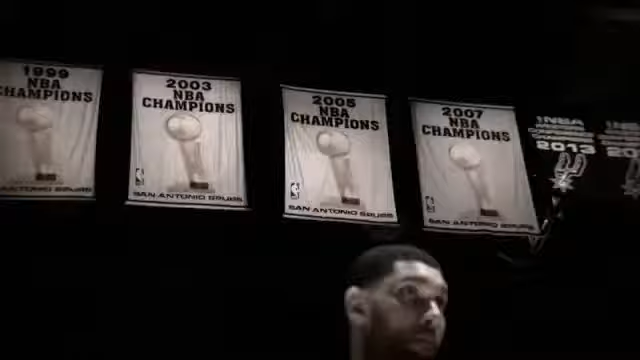 1999
NBA
CHAMPIONS
SAN ANTONIO SPURS
2003
NBA
CHAMPIONS
SAN ANTONIO SPURS
2005
NBA
CHAMPIONS
SAN ANTONIO SPURS
2007
NBA
CHAMPIONS
SAN ANTONIO SPURS
NBA
2013